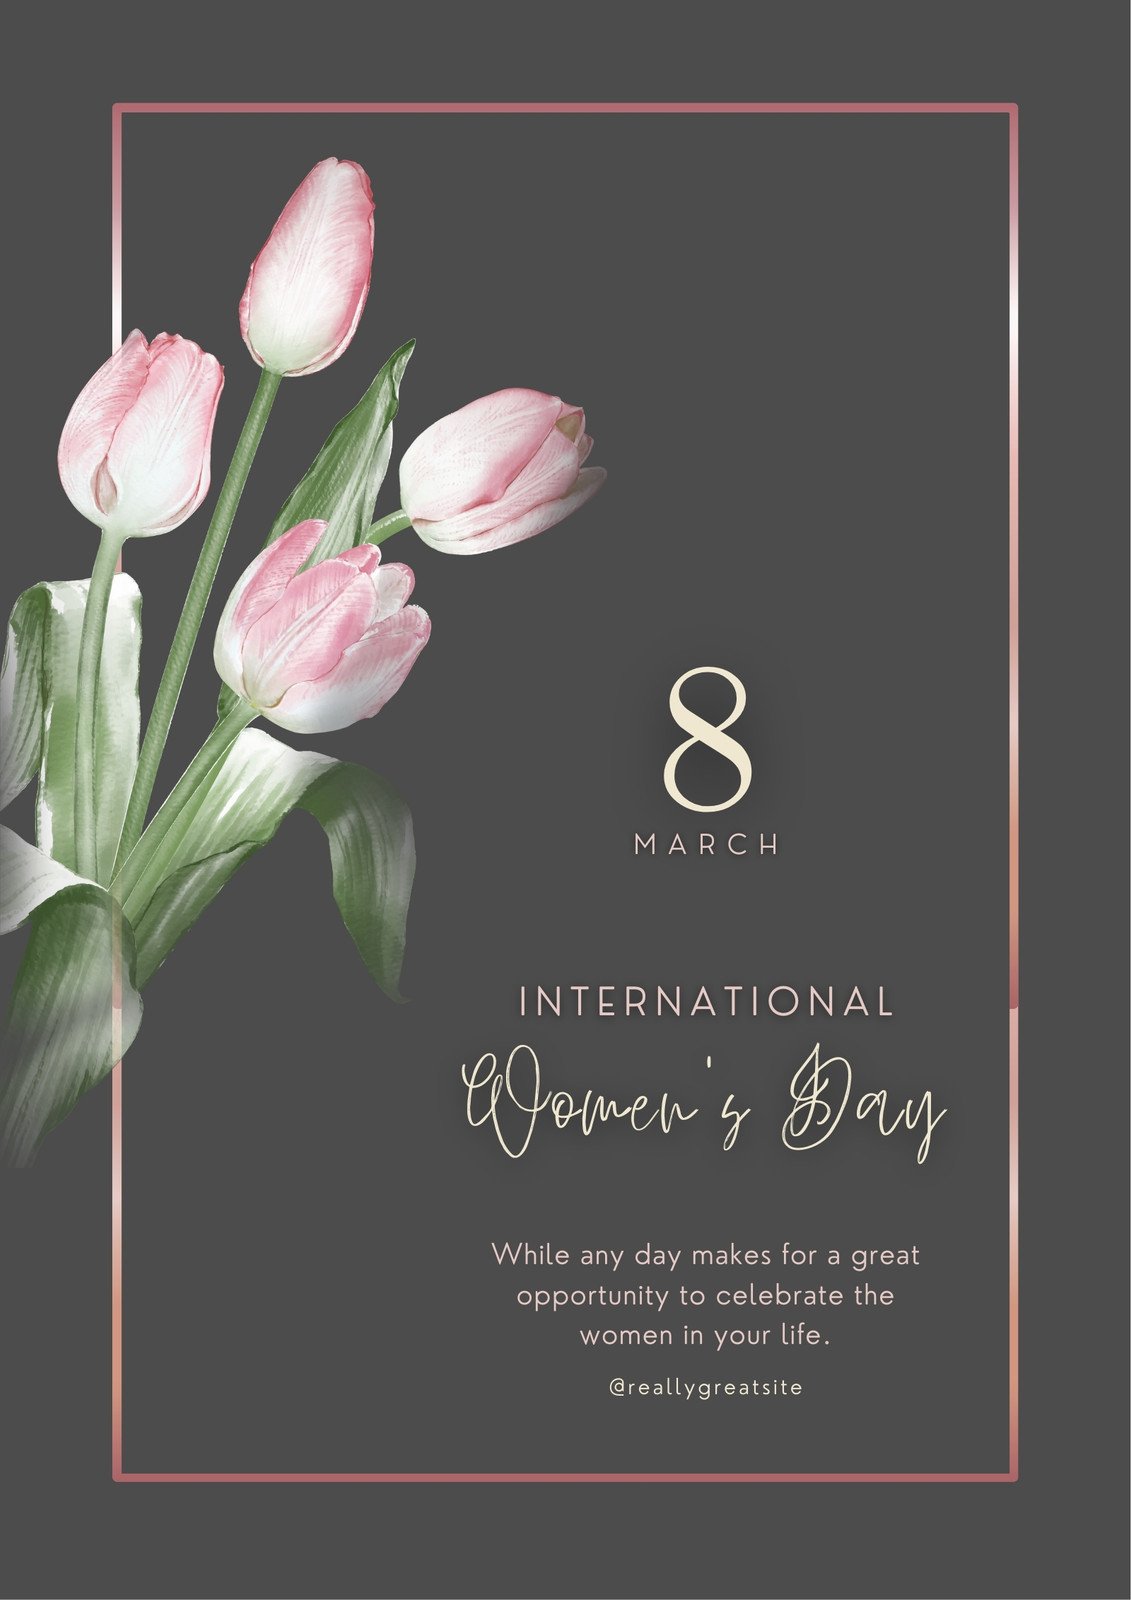 8
MARCH
INTERNATIONAL
Women's Day
While any day makes for a great
opportunity to celebrate the
women in your life.
@reallygreatsite